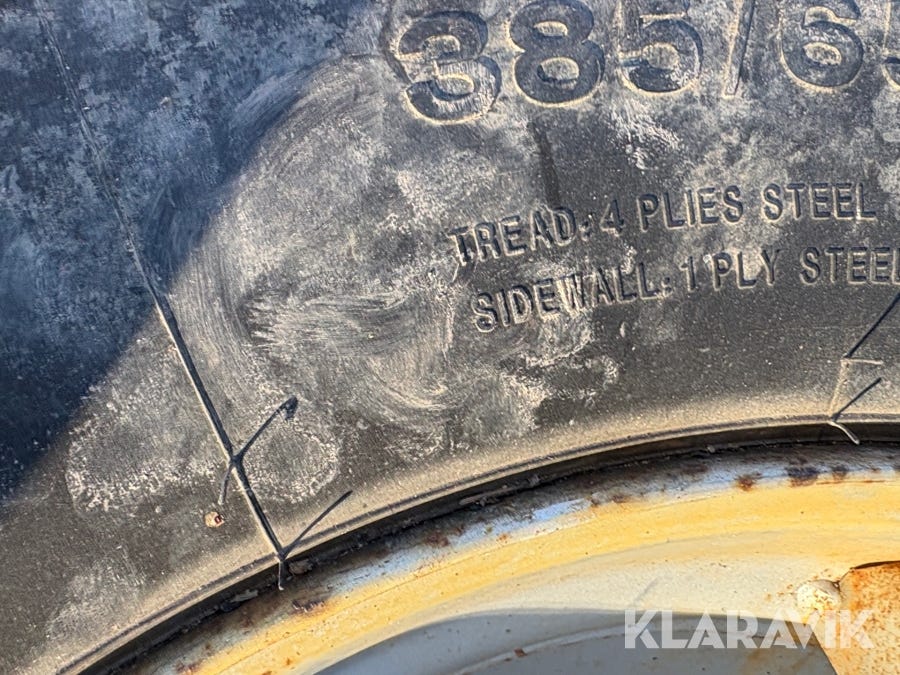 385/65
TREAD: 4 PLIES STEEL
SIDEWALL: 1 PLY STEEL
KLARAVIK